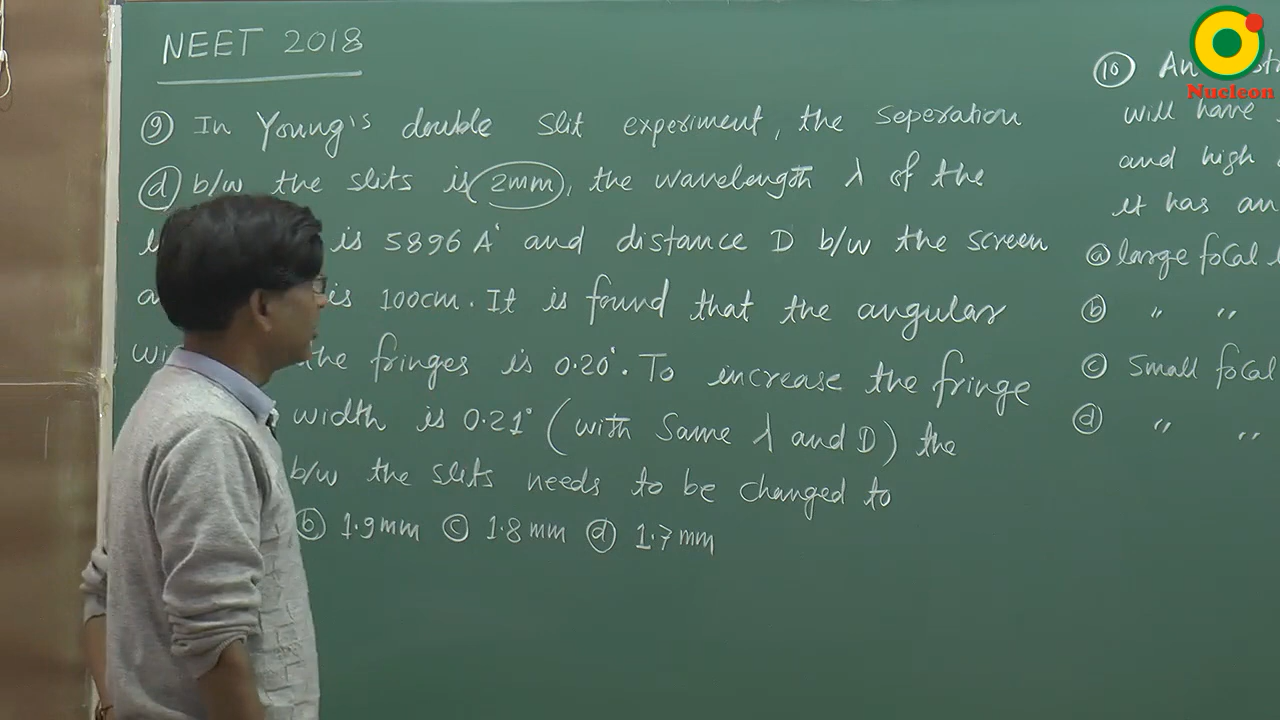 NEET 2018
⑨ In Young's double slit experiment, the seperation
ⓓ b/w the slits is 2mm, the wavelength λ of the
is 5896 A° and distance D b/w the screen
is 100cm. It is found that the angular
the fringes is 0.20°. To increase the fringe
width is 0.21° (with same λ and D) the
b/w the slits needs to be changed to
ⓑ 1.9mm ⓒ 1.8mm ⓓ 1.7mm
⑩ An
will have
and high
it has an
ⓐ large focal
ⓑ " "
ⓒ small focal
ⓓ " "
Nucleon